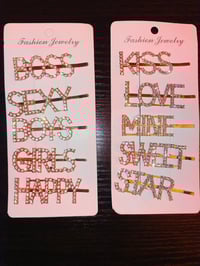 Fashion Jewelry
BOSS
SEXY
BOYS
GIRLS
HAPPY
Fashion Jewelry
KISS
LOVE
MINE
SWEET
STAR